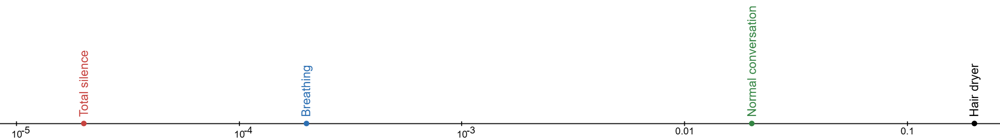 Total silence
Breathing
Normal conversation
Hair dryer
10⁻⁵
10⁻⁴
10⁻³
0.01
0.1